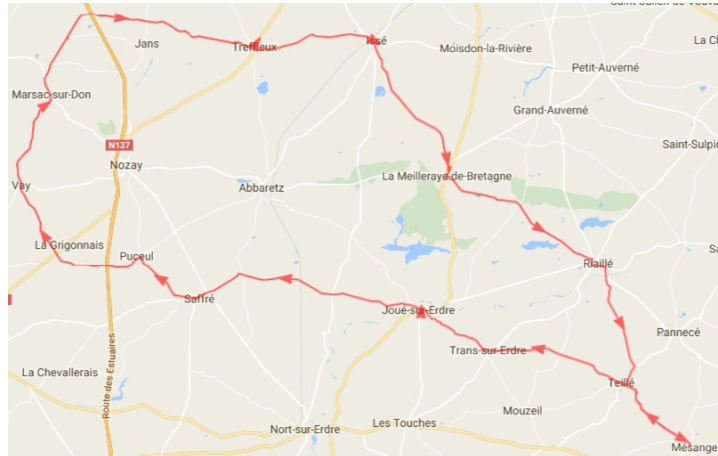 Jans
Treffieux
Issé
Moisdon-la-Rivière
Petit-Auverné
Marsac-sur-Don
Grand-Auverné
N137
Nozay
Saint-Sulpic
La Meilleraye-de-Bretagne
Vay
Abbaretz
La Grigonnais
Puceul
Riaillé
Saffré
Joué-sur-Erdre
Pannecé
Trans-sur-Erdre
La Chevallerais
Teillé
Route des Estuaires
Mouzeil
Les Touches
Nort-sur-Erdre
Mésange